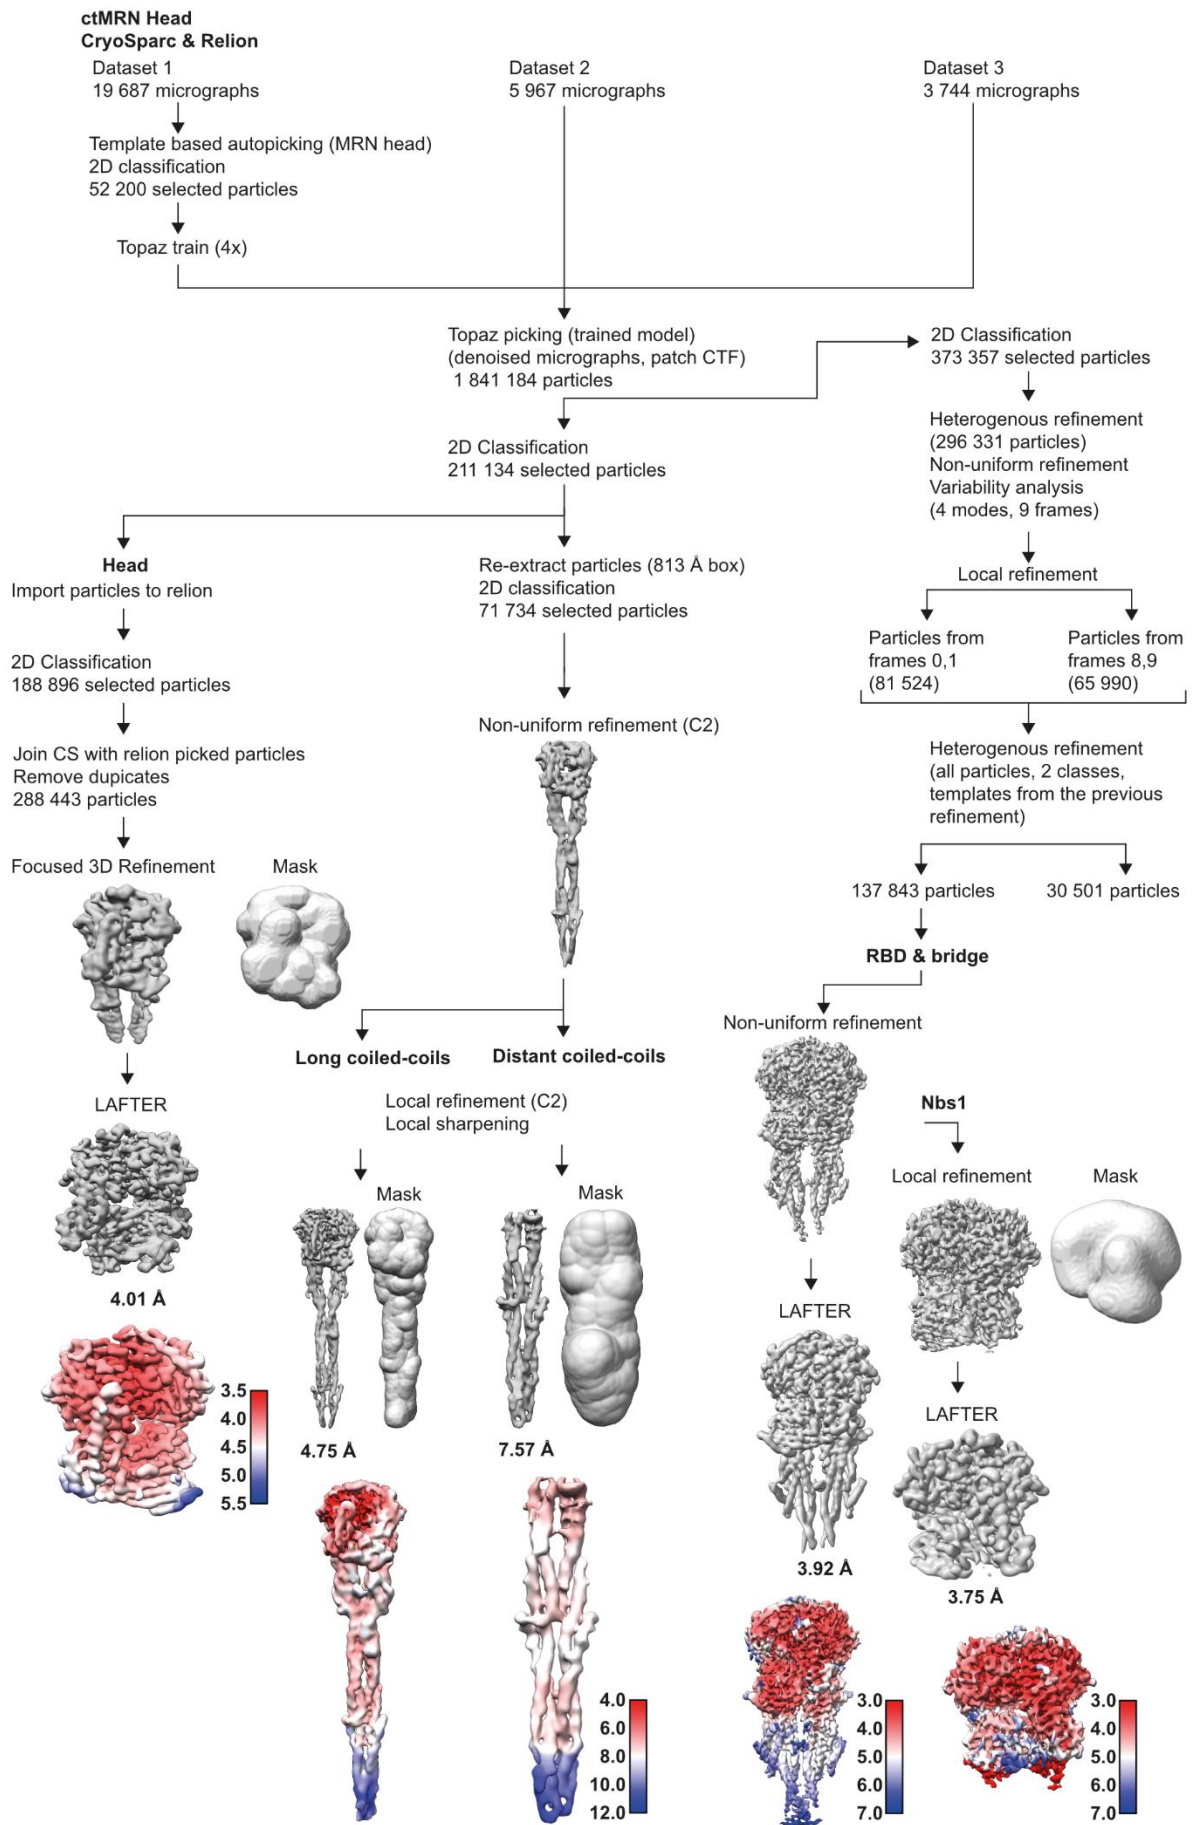 ctMRN Head
CryoSparc & Relion
Dataset 1
19 687 micrographs
Dataset 2
5 967 micrographs
Dataset 3
3 744 micrographs
Template based autopicking (MRN head)
2D classification
52 200 selected particles
Topaz train (4x)
Topaz picking (trained model)
(denoised micrographs, patch CTF)
1 841 184 particles
2D Classification
373 357 selected particles
2D Classification
211 134 selected particles
Heterogenous refinement
(296 331 particles)
Non-uniform refinement
Variability analysis
(4 modes, 9 frames)
Head
Import particles to relion
Re-extract particles (813 Å box)
2D classification
71 734 selected particles
Local refinement
Particles from
frames 0,1
(81 524)
Particles from
frames 8,9
(65 990)
2D Classification
188 896 selected particles
Non-uniform refinement (C2)
Join CS with relion picked particles
Remove dupicates
288 443 particles
Heterogenous refinement
(all particles, 2 classes,
templates from the previous
refinement)
Focused 3D Refinement
Mask
137 843 particles
30 501 particles
RBD & bridge
Long coiled-coils
Distant coiled-coils
Non-uniform refinement
LAFTER
Local refinement (C2)
Local sharpening
Nbs1
Local refinement
Mask
Mask
Mask
4.01 Å
LAFTER
3.5
4.0
4.5
5.0
5.5
4.75 Å
7.57 Å
LAFTER
3.92 Å
3.75 Å
4.0
6.0
8.0
10.0
12.0
3.0
4.0
5.0
6.0
7.0
3.0
4.0
5.0
6.0
7.0